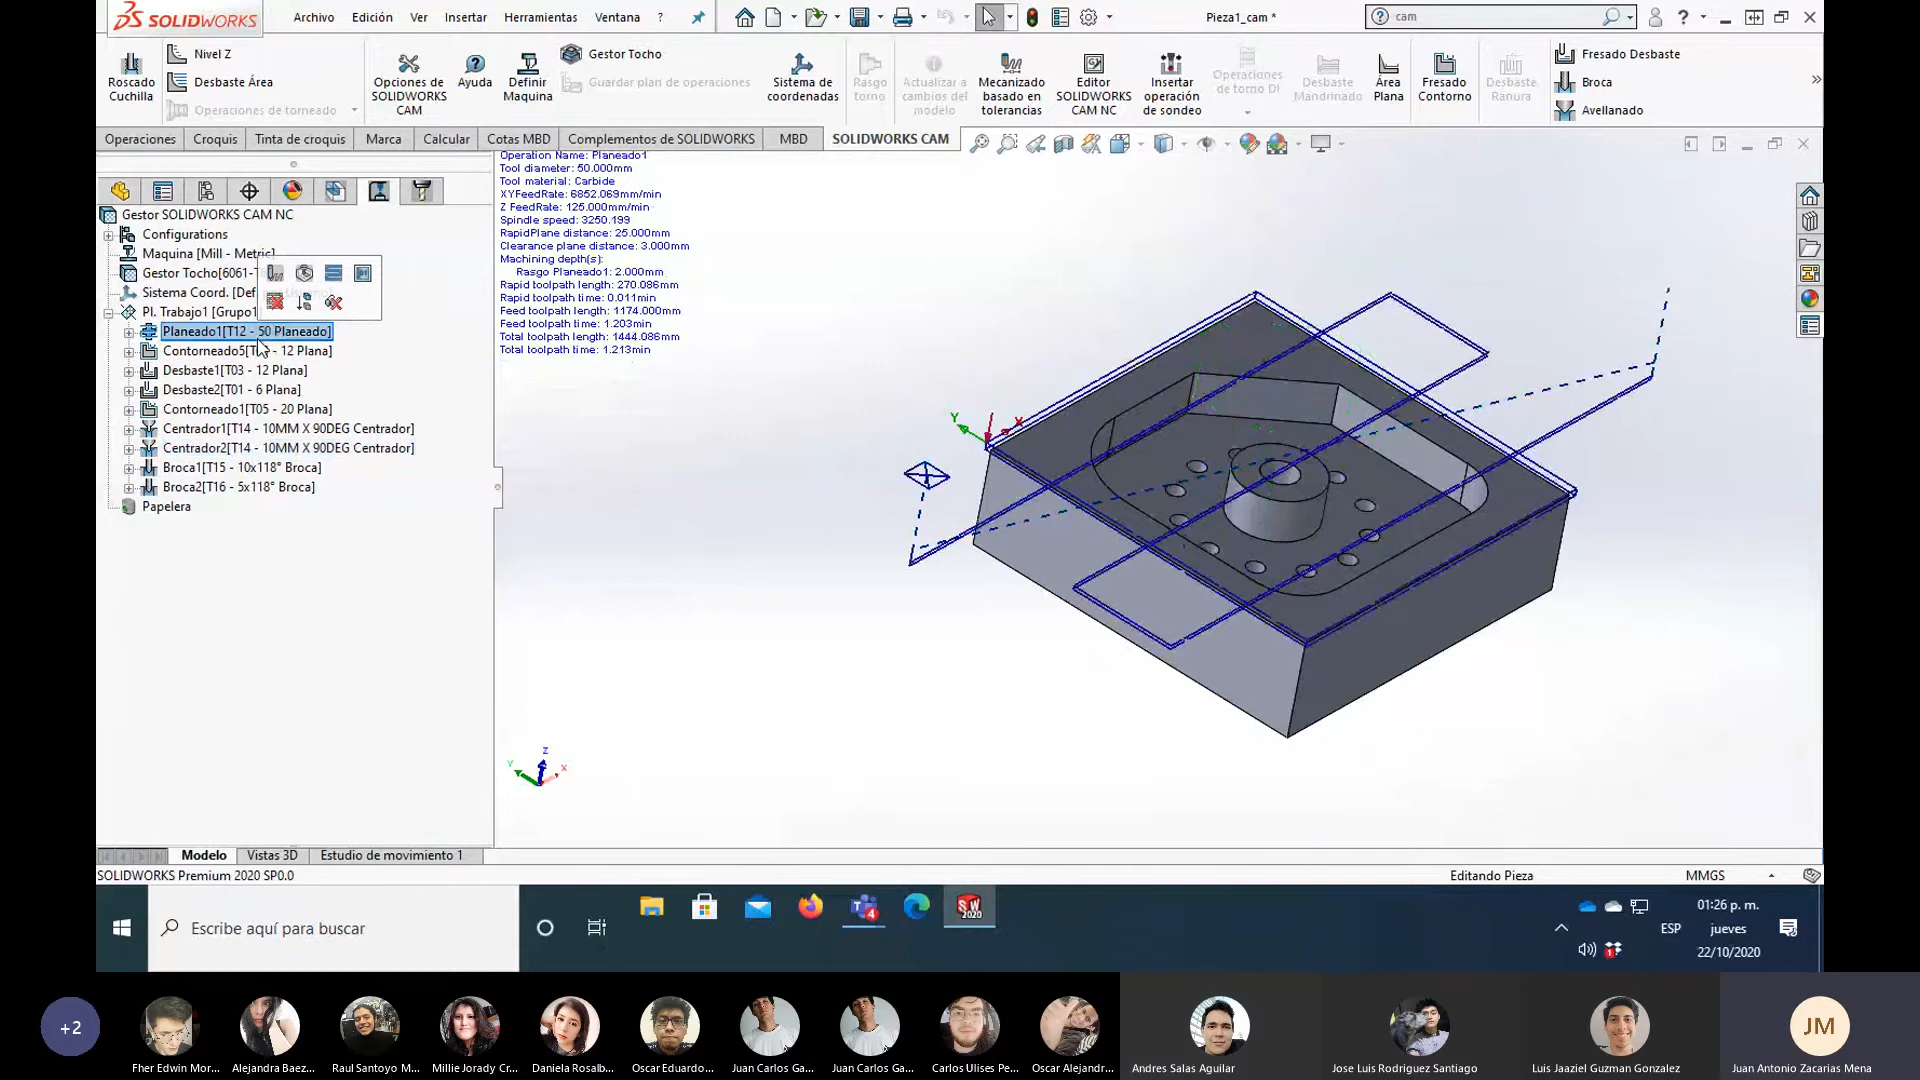 SOLIDWORKS
Archivo Edición Ver Insertar Herramientas Ventana ?
Pieza1_cam *
cam
Roscado Cuchilla
Nivel Z
Desbaste Área
Operaciones de torneado
Opciones de SOLIDWORKS CAM
Ayuda
Definir Maquina
Gestor Tocho
Guardar plan de operaciones
Sistema de coordenadas
Rasgo torno
Actualizar a cambios del modelo
Mecanizado basado en tolerancias
Editor SOLIDWORKS CAM NC
Insertar operación de sondeo
Operaciones de torno DI
Desbaste Mandrinado
Área Plana
Fresado Contorno
Desbaste Ranura
Fresado Desbaste
Broca
Avellanado
Operaciones Croquis Tinta de croquis Marca Calcular Cotas MBD Complementos de SOLIDWORKS MBD SOLIDWORKS CAM
Gestor SOLIDWORKS CAM NC
Configurations
Maquina [Mill - Metric]
Gestor Tocho[6061-T
Sistema Coord. [Def
Pl. Trabajo1 [Grupo1
Planeado1[T12 - 50 Planeado]
Contorneado5[T - 12 Plana]
Desbaste1[T03 - 12 Plana]
Desbaste2[T01 - 6 Plana]
Contorneado1[T05 - 20 Plana]
Centrador1[T14 - 10MM X 90DEG Centrador]
Centrador2[T14 - 10MM X 90DEG Centrador]
Broca1[T15 - 10x118° Broca]
Broca2[T16 - 5x118° Broca]
Papelera
Operation Name: Planeado1
Tool diameter: 50.000mm
Tool material: Carbide
XYFeedRate: 6852.069mm/min
Z FeedRate: 125.000mm/min
Spindle speed: 3250.199
RapidPlane distance: 25.000mm
Clearance plane distance: 3.000mm
Machining depth(s):
Rasgo Planeado1: 2.000mm
Rapid toolpath length: 270.086mm
Rapid toolpath time: 0.011min
Feed toolpath length: 1174.000mm
Feed toolpath time: 1.203min
Total toolpath length: 1444.086mm
Total toolpath time: 1.213min
Y X
Z
Y X
Modelo Vistas 3D Estudio de movimiento 1
SOLIDWORKS Premium 2020 SP0.0
Editando Pieza
MMGS
Escribe aquí para buscar
4
SW 2020
ESP
1
01:26 p. m.
jueves
22/10/2020
+2
JM
Fher Edwin Mor... Alejandra Baez... Raul Santoyo M... Millie Jorady Cr... Daniela Rosalb... Oscar Eduardo... Juan Carlos Ga... Juan Carlos Ga... Carlos Ulises Pe... Oscar Alejandr... Andres Salas Aguilar Jose Luis Rodriguez Santiago Luis Jaaziel Guzman Gonzalez Juan Antonio Zacarias Mena